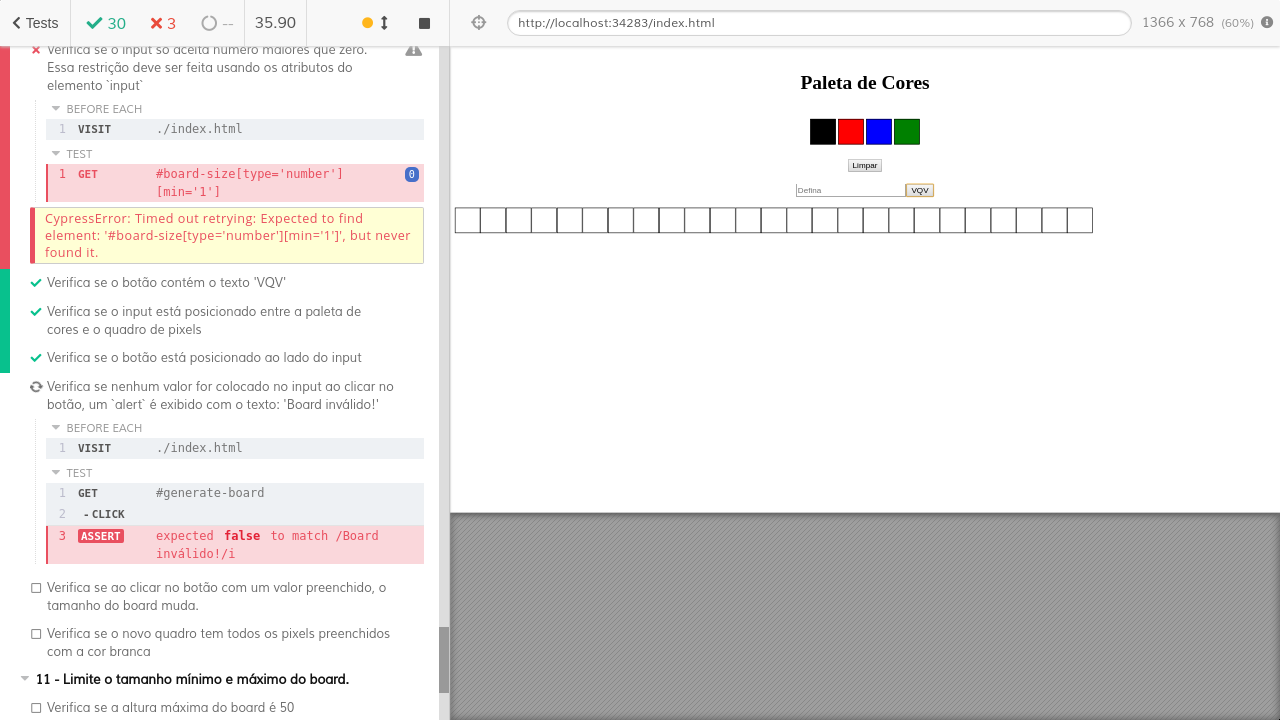 Tests
30
3
--
35.90
http://localhost:34283/index.html
1366 x 768 (60%)
Verifica se o input só aceita número maiores que zero.
Essa restrição deve ser feita usando os atributos do
elemento `input`
BEFORE EACH
1 VISIT ./index.html
TEST
1 GET #board-size[type='number'] 0
[min='1']
CypressError: Timed out retrying: Expected to find
element: '#board-size[type='number'][min='1']', but never
found it.
Verifica se o botão contém o texto 'VQV'
Verifica se o input está posicionado entre a paleta de
cores e o quadro de pixels
Verifica se o botão está posicionado ao lado do input
Verifica se nenhum valor for colocado no input ao clicar no
botão, um `alert` é exibido com o texto: 'Board inválido!'
BEFORE EACH
1 VISIT ./index.html
TEST
1 GET #generate-board
2 - CLICK
3 ASSERT expected false to match /Board
inválido!/i
Verifica se ao clicar no botão com um valor preenchido, o
tamanho do board muda.
Verifica se o novo quadro tem todos os pixels preenchidos
com a cor branca
11 - Limite o tamanho mínimo e máximo do board.
Verifica se a altura máxima do board é 50
Paleta de Cores
Limpar
Defina
VQV